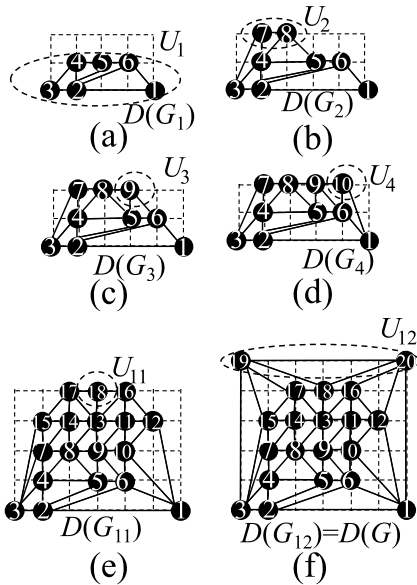 U1
4 5 6
3 2 1
D(G1)
(a)
U2
7 8
4 5 6
3 2 1
D(G2)
(b)
U3
7 8 9
4 5 6
3 2 1
D(G3)
(c)
U4
7 8 9 10
4 5 6
3 2 1
D(G4)
(d)
U11
17 18 16
15 14 13 11 12
7 8 9 10
4 5 6
3 2 1
D(G11)
(e)
U12
19 20
17 18 16
15 14 13 11 12
7 8 9 10
4 5 6
3 2 1
D(G12)=D(G)
(f)